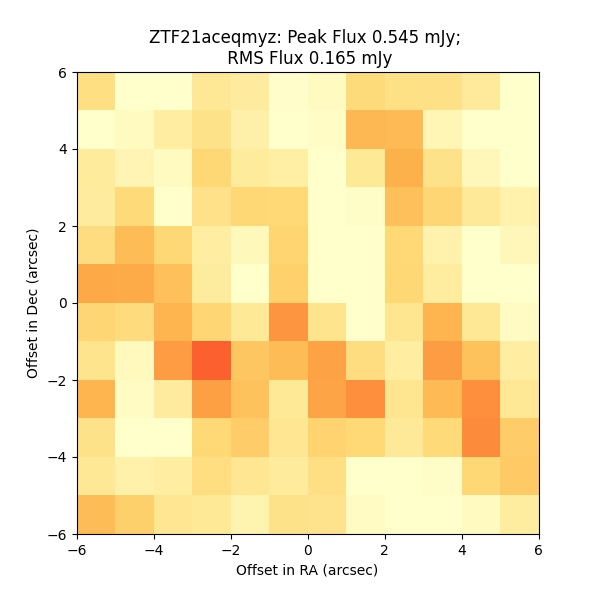 ZTF21aceqmyz: Peak Flux 0.545 mJy;
RMS Flux 0.165 mJy
6
4
2
0
−2
−4
−6
Offset in Dec (arcsec)
−6 −4 −2 0 2 4 6
Offset in RA (arcsec)